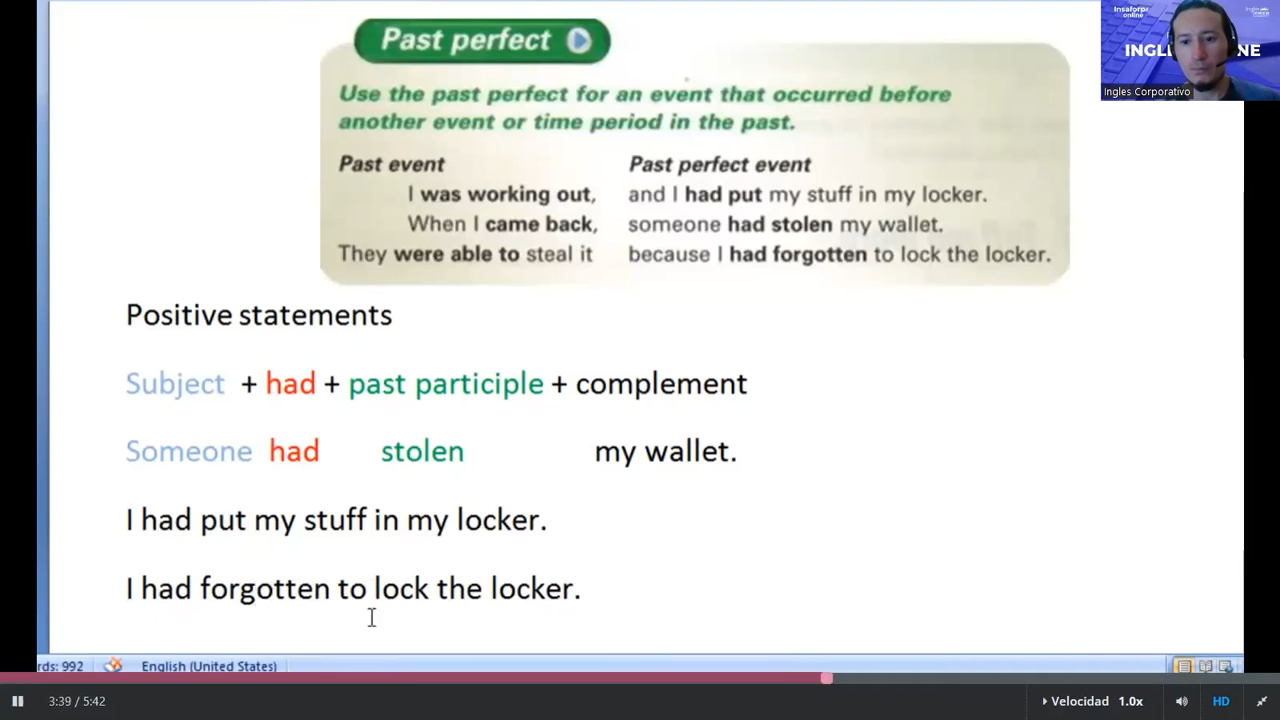 Past perfect
Use the past perfect for an event that occurred before
another event or time period in the past.
Past event Past perfect event
I was working out, and I had put my stuff in my locker.
When I came back, someone had stolen my wallet.
They were able to steal it because I had forgotten to lock the locker.
Positive statements
Subject + had + past participle + complement
Someone had stolen my wallet.
I had put my stuff in my locker.
I had forgotten to lock the locker.
Insaforp
online
INGL NE
Ingles Corporativo
rds: 992 English (United States)
3:39 / 5:42 Velocidad 1.0x HD